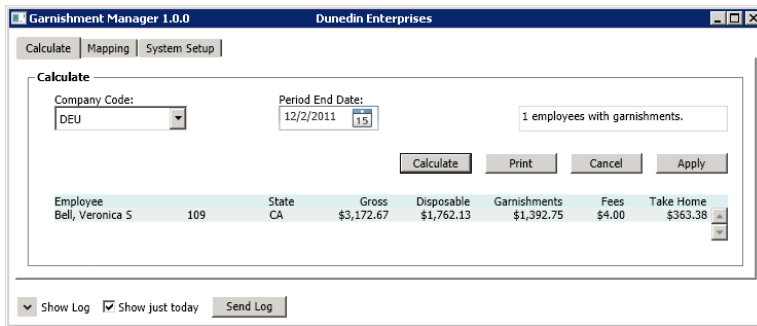 Garnishment Manager 1.0.0 Dunedin Enterprises
Calculate Mapping System Setup
Calculate
Company Code: Period End Date:
DEU 12/2/2011 15 1 employees with garnishments.
Calculate Print Cancel Apply
Employee State Gross Disposable Garnishments Fees Take Home
Bell, Veronica S 109 CA $3,172.67 $1,762.13 $1,392.75 $4.00 $363.38
Show Log Show just today Send Log